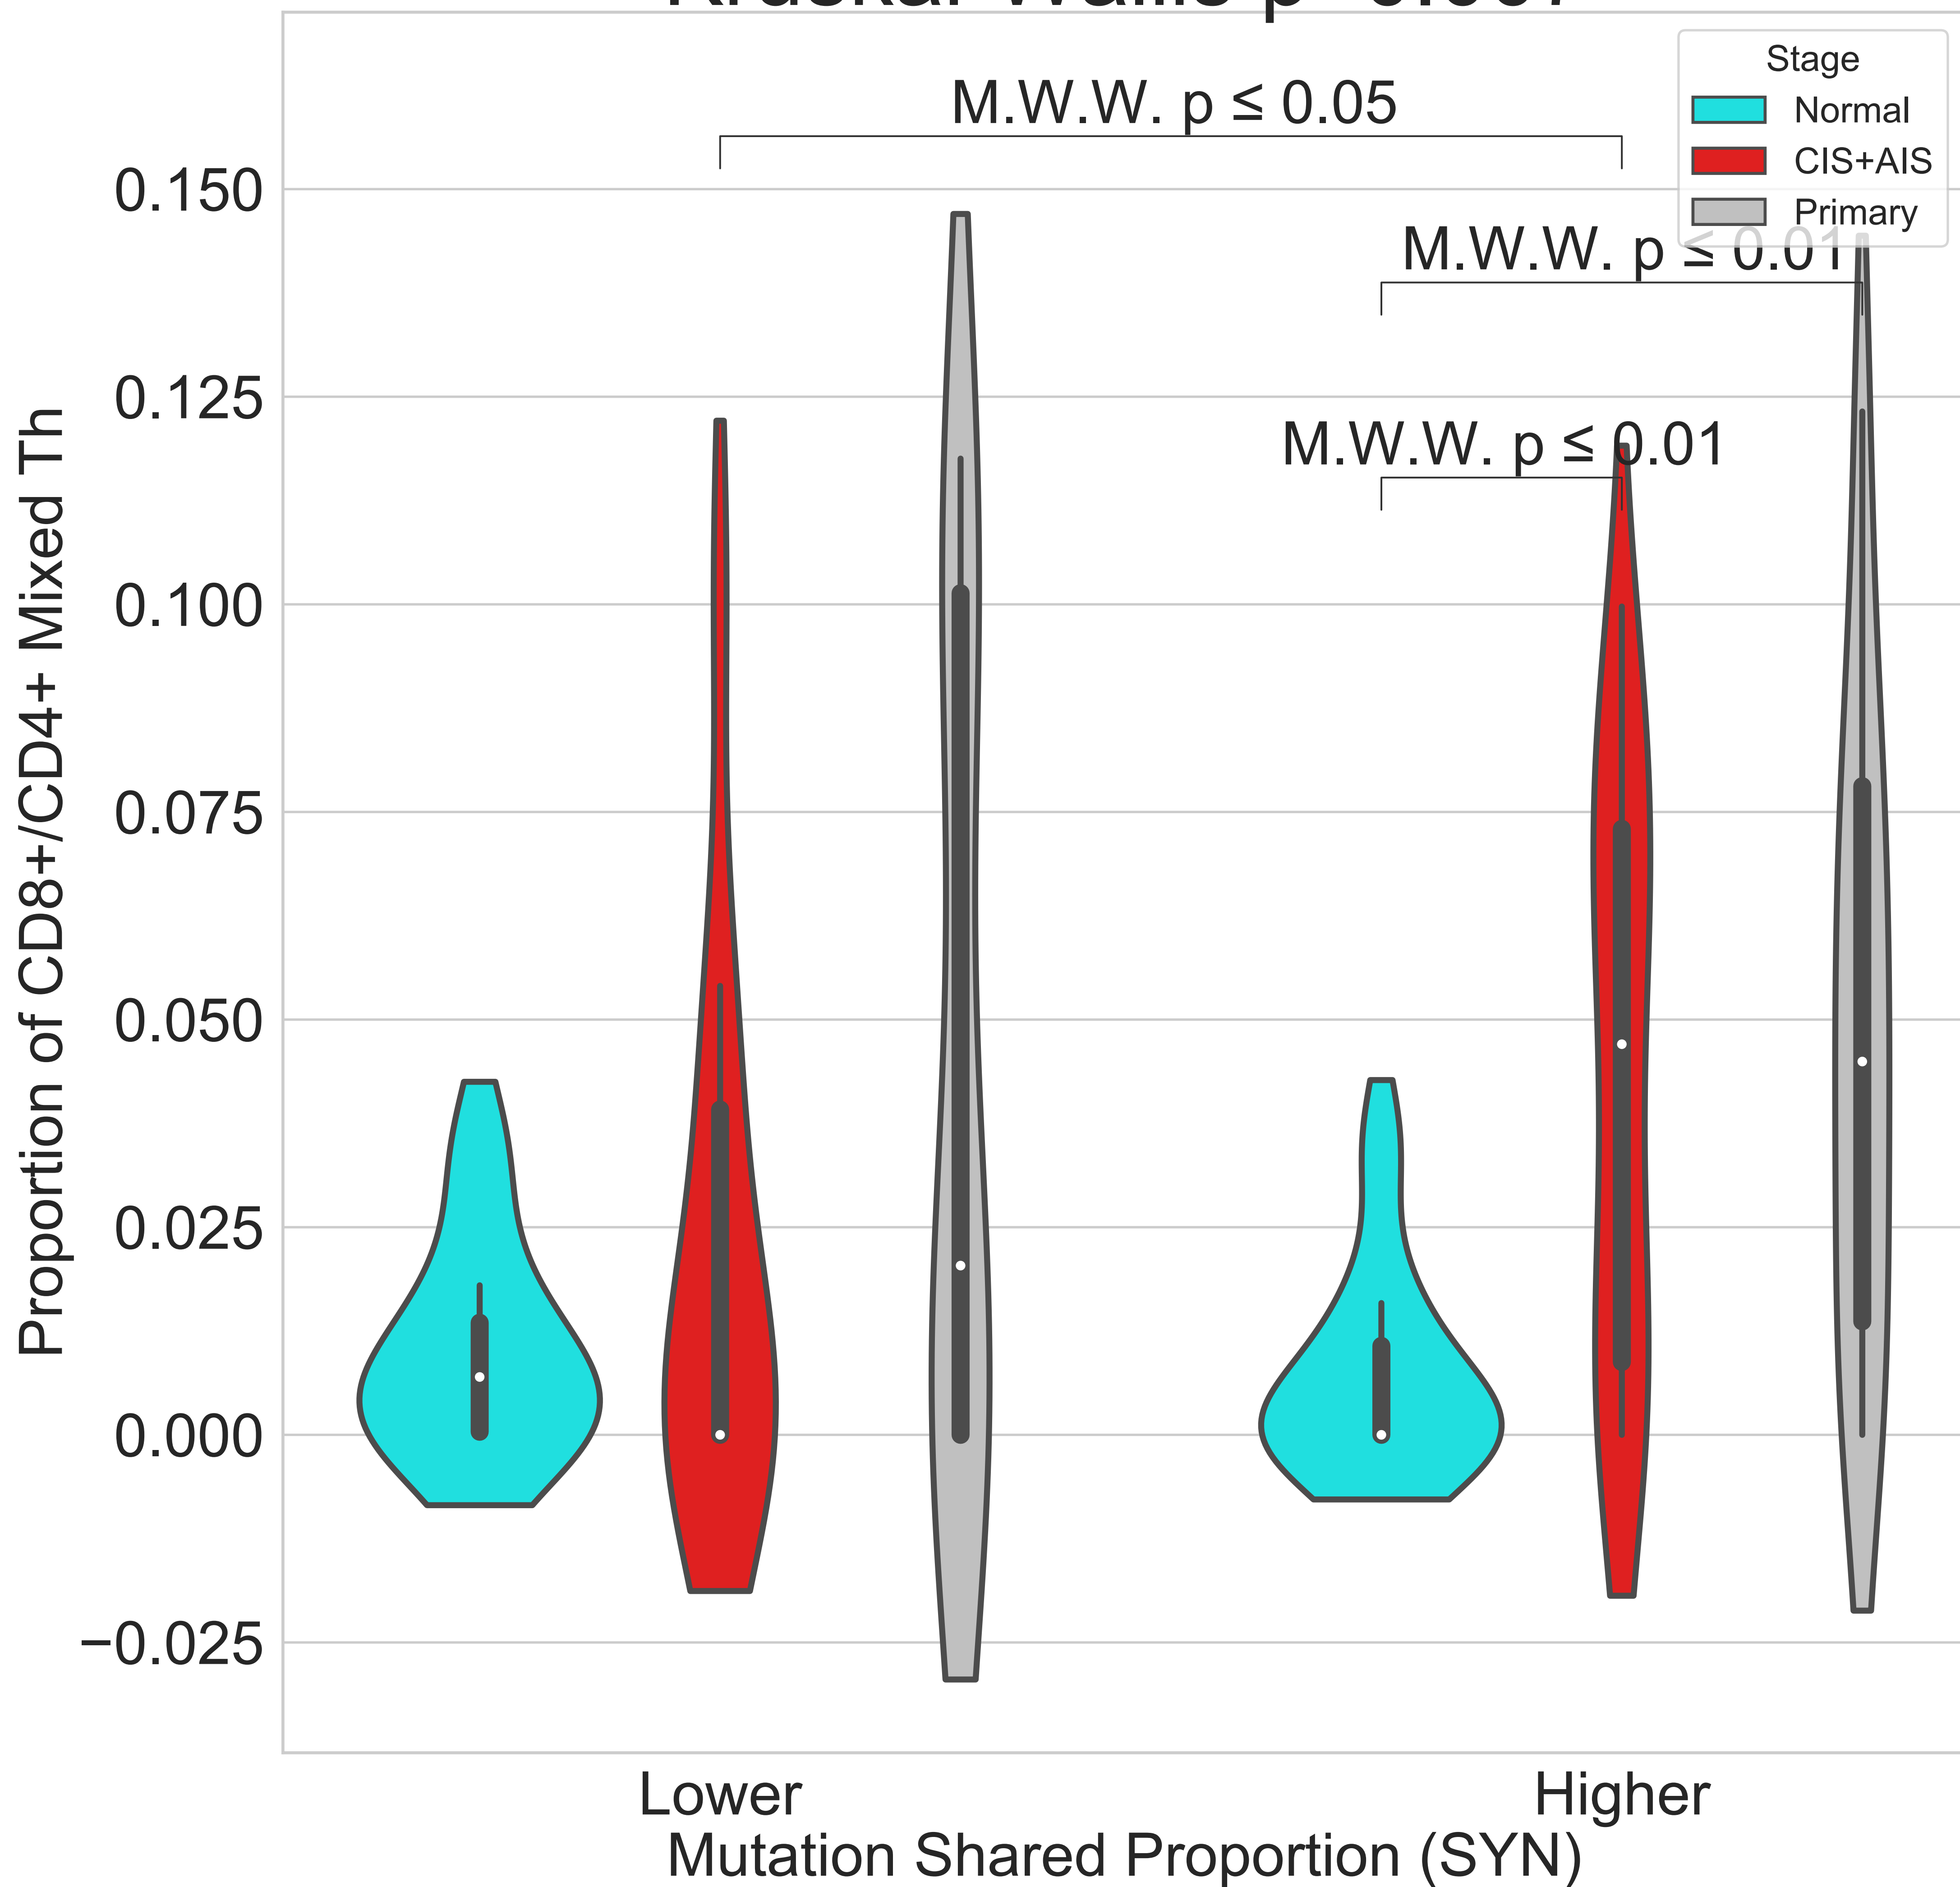 Stage
Normal
CIS+AIS
Primary
M.W.W. p ≤ 0.05
M.W.W. p ≤ 0.01
M.W.W. p ≤ 0.01
0.150
0.125
0.100
0.075
0.050
0.025
0.000
−0.025
Proportion of CD8+/CD4+ Mixed Th
Lower
Higher
Mutation Shared Proportion (SYN)